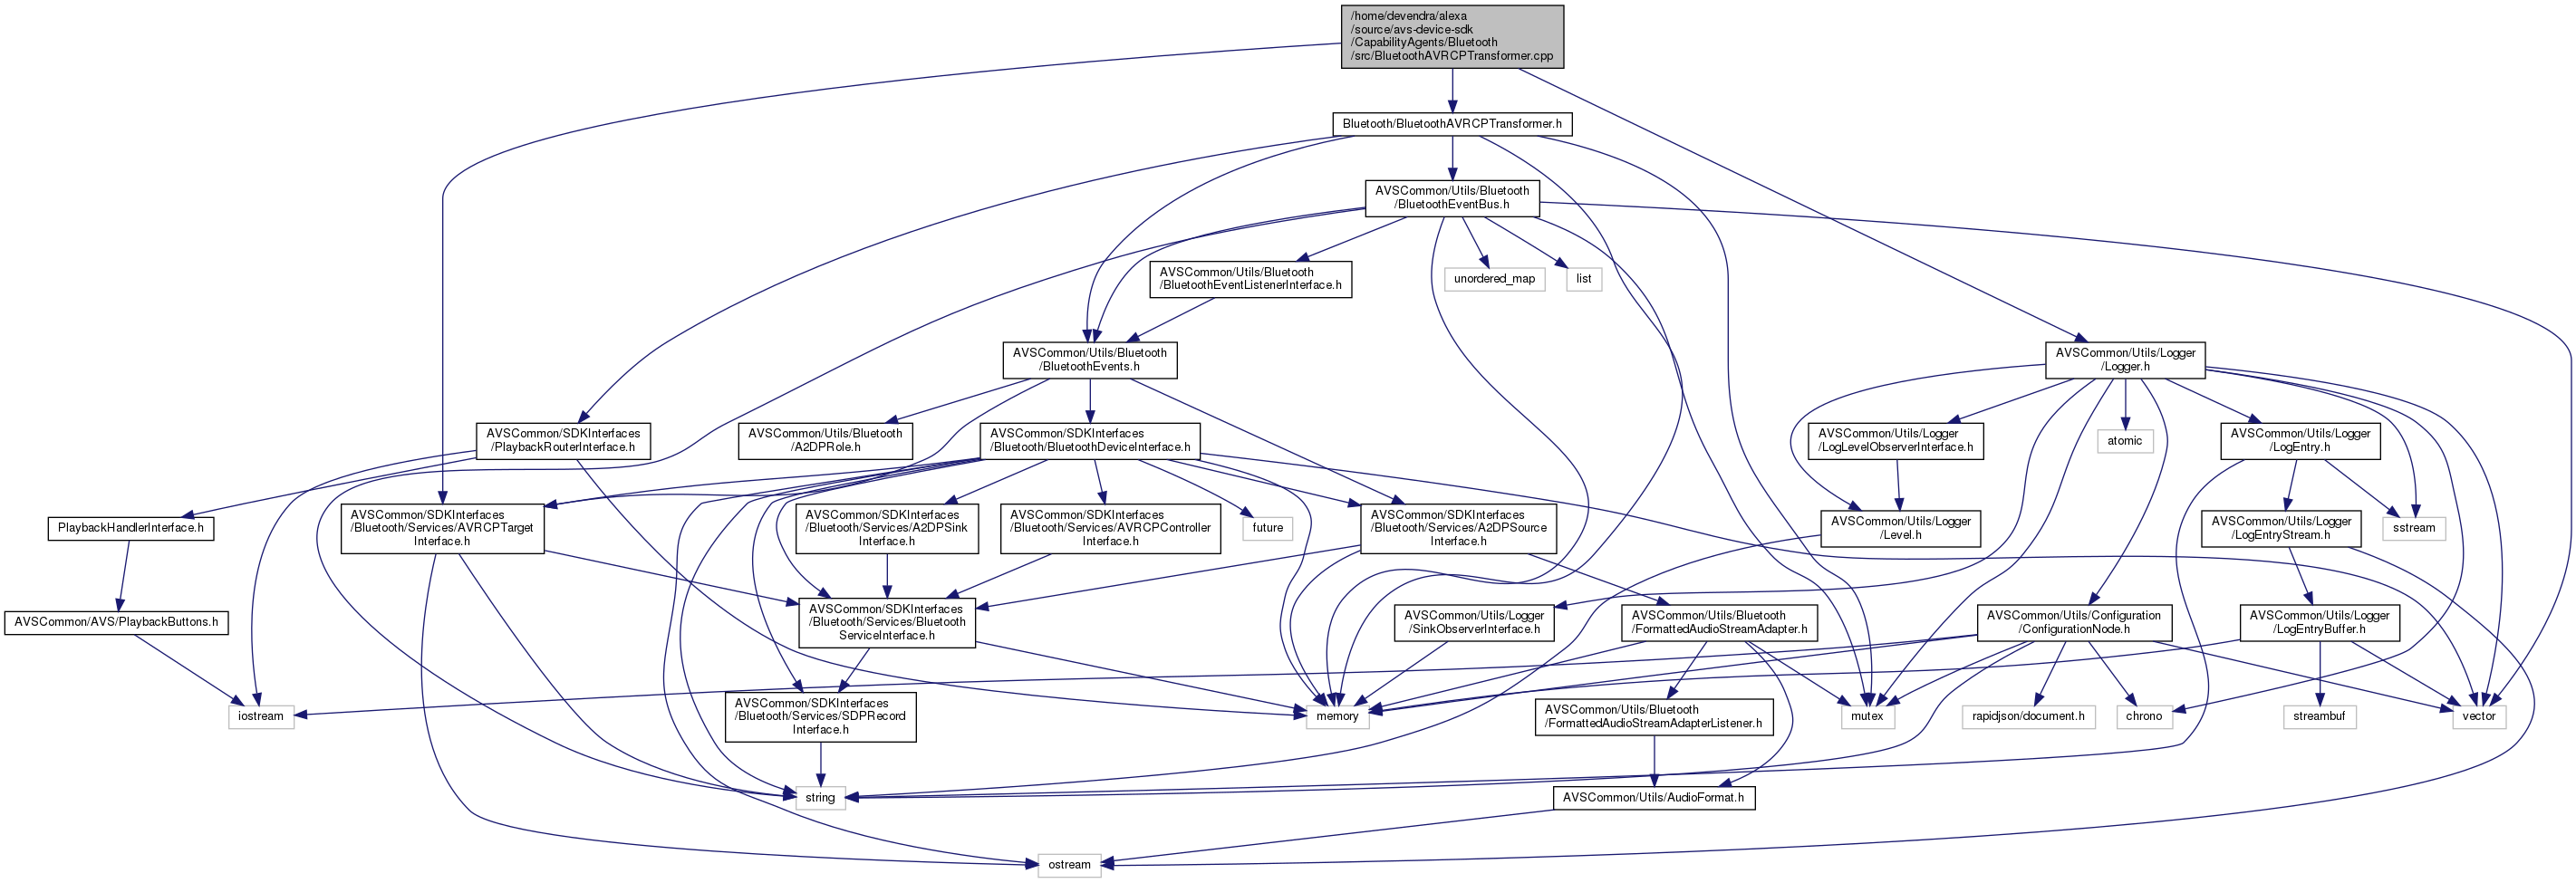 /home/devendra/alexa
/source/avs-device-sdk
/CapabilityAgents/Bluetooth
/src/BluetoothAVRCPTransformer.cpp
Bluetooth/BluetoothAVRCPTransformer.h
AVSCommon/Utils/Bluetooth
/BluetoothEventBus.h
AVSCommon/Utils/Bluetooth
/BluetoothEventListenerInterface.h
unordered_map
list
AVSCommon/Utils/Bluetooth
/BluetoothEvents.h
AVSCommon/Utils/Logger
/Logger.h
AVSCommon/SDKInterfaces
/PlaybackRouterInterface.h
AVSCommon/Utils/Bluetooth
/A2DPRole.h
AVSCommon/SDKInterfaces
/Bluetooth/BluetoothDeviceInterface.h
AVSCommon/Utils/Logger
/LogLevelObserverInterface.h
atomic
AVSCommon/Utils/Logger
/LogEntry.h
PlaybackHandlerInterface.h
AVSCommon/SDKInterfaces
/Bluetooth/Services/AVRCPTarget
Interface.h
AVSCommon/SDKInterfaces
/Bluetooth/Services/A2DPSink
Interface.h
AVSCommon/SDKInterfaces
/Bluetooth/Services/AVRCPController
Interface.h
future
AVSCommon/SDKInterfaces
/Bluetooth/Services/A2DPSource
Interface.h
AVSCommon/Utils/Logger
/Level.h
AVSCommon/Utils/Logger
/LogEntryStream.h
sstream
AVSCommon/AVS/PlaybackButtons.h
AVSCommon/SDKInterfaces
/Bluetooth/Services/Bluetooth
ServiceInterface.h
AVSCommon/Utils/Logger
/SinkObserverInterface.h
AVSCommon/Utils/Bluetooth
/FormattedAudioStreamAdapter.h
AVSCommon/Utils/Configuration
/ConfigurationNode.h
AVSCommon/Utils/Logger
/LogEntryBuffer.h
iostream
AVSCommon/SDKInterfaces
/Bluetooth/Services/SDPRecord
Interface.h
memory
AVSCommon/Utils/Bluetooth
/FormattedAudioStreamAdapterListener.h
mutex
rapidjson/document.h
chrono
streambuf
vector
string
AVSCommon/Utils/AudioFormat.h
ostream